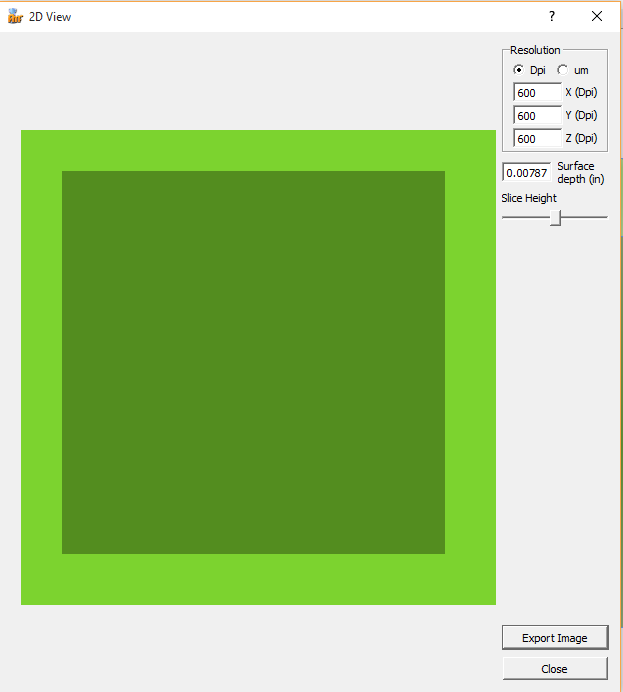 2D View
?
Resolution
Dpi um
600 X (Dpi)
600 Y (Dpi)
600 Z (Dpi)
0.00787 Surface
depth (in)
Slice Height
Export Image
Close